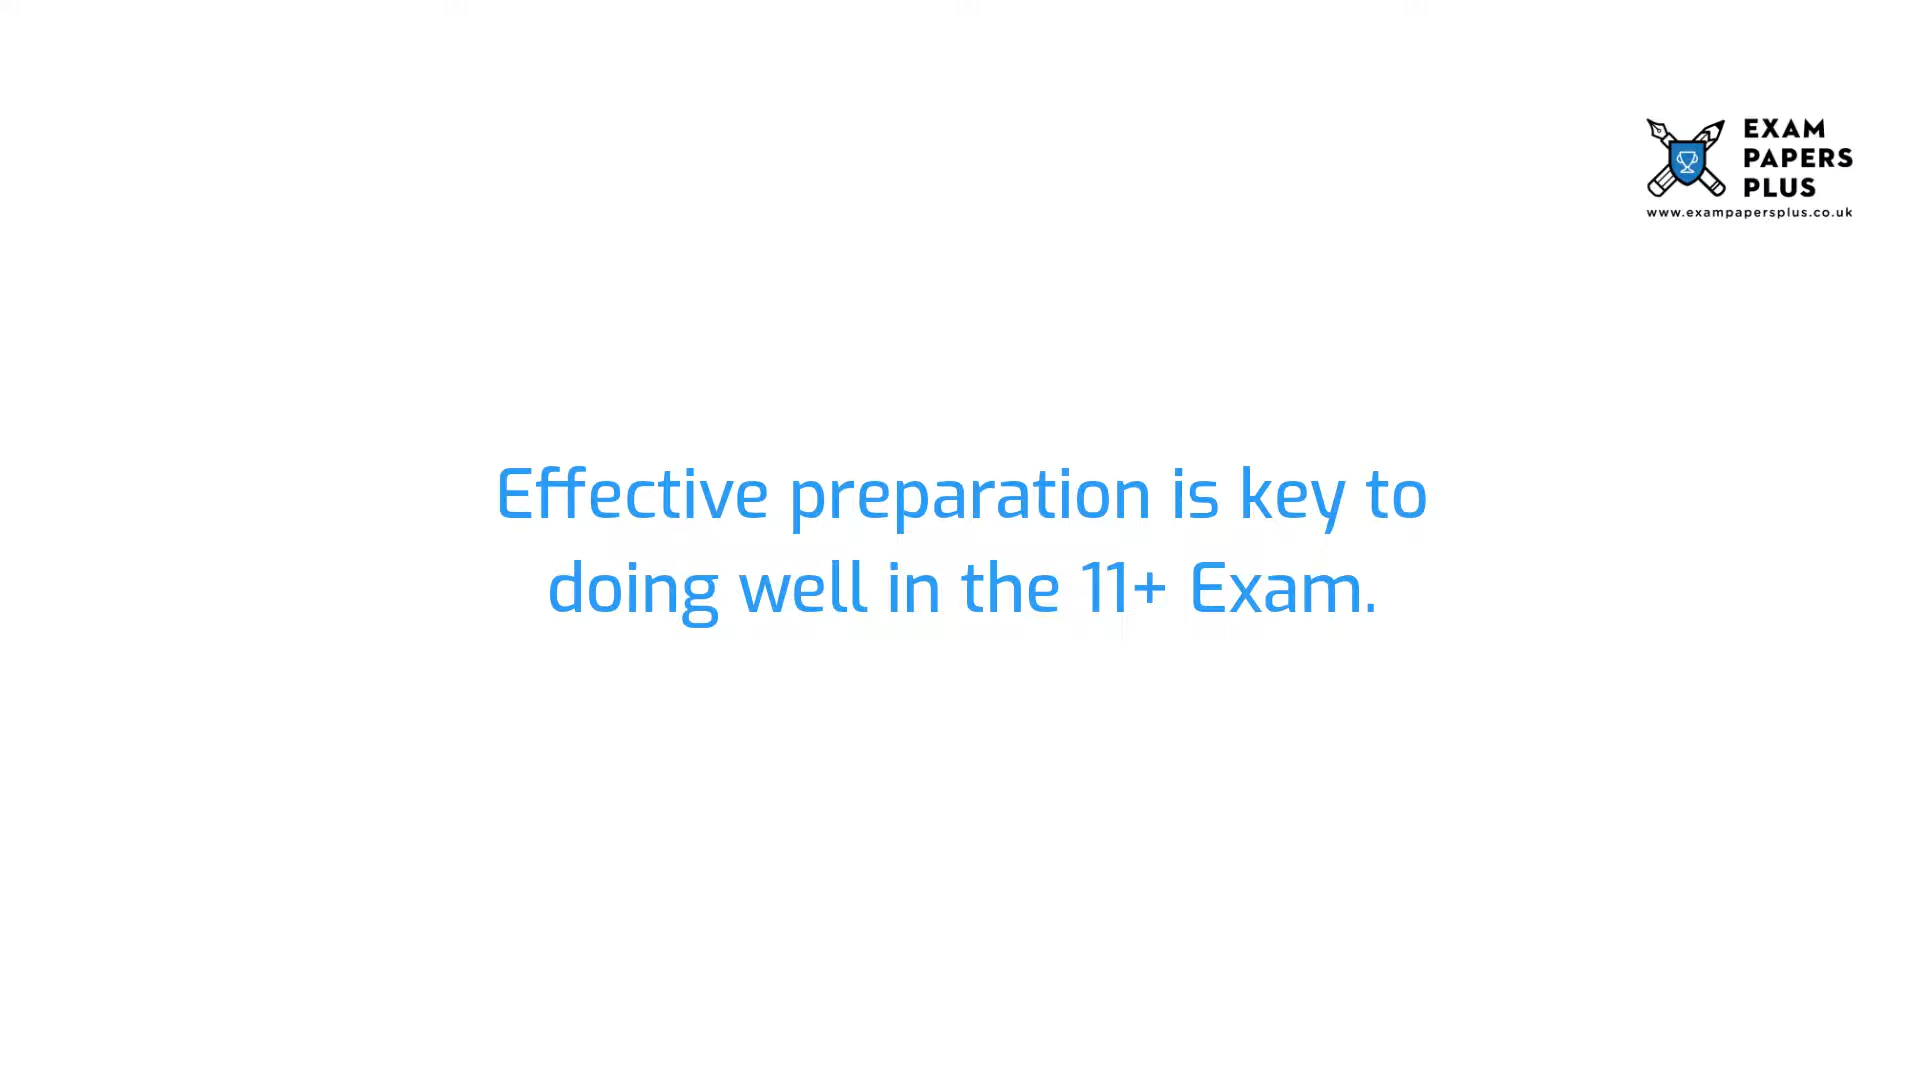 EXAM
PAPERS
PLUS
www.exampapersplus.co.uk
Effective preparation is key to
doing well in the 11+ Exam.